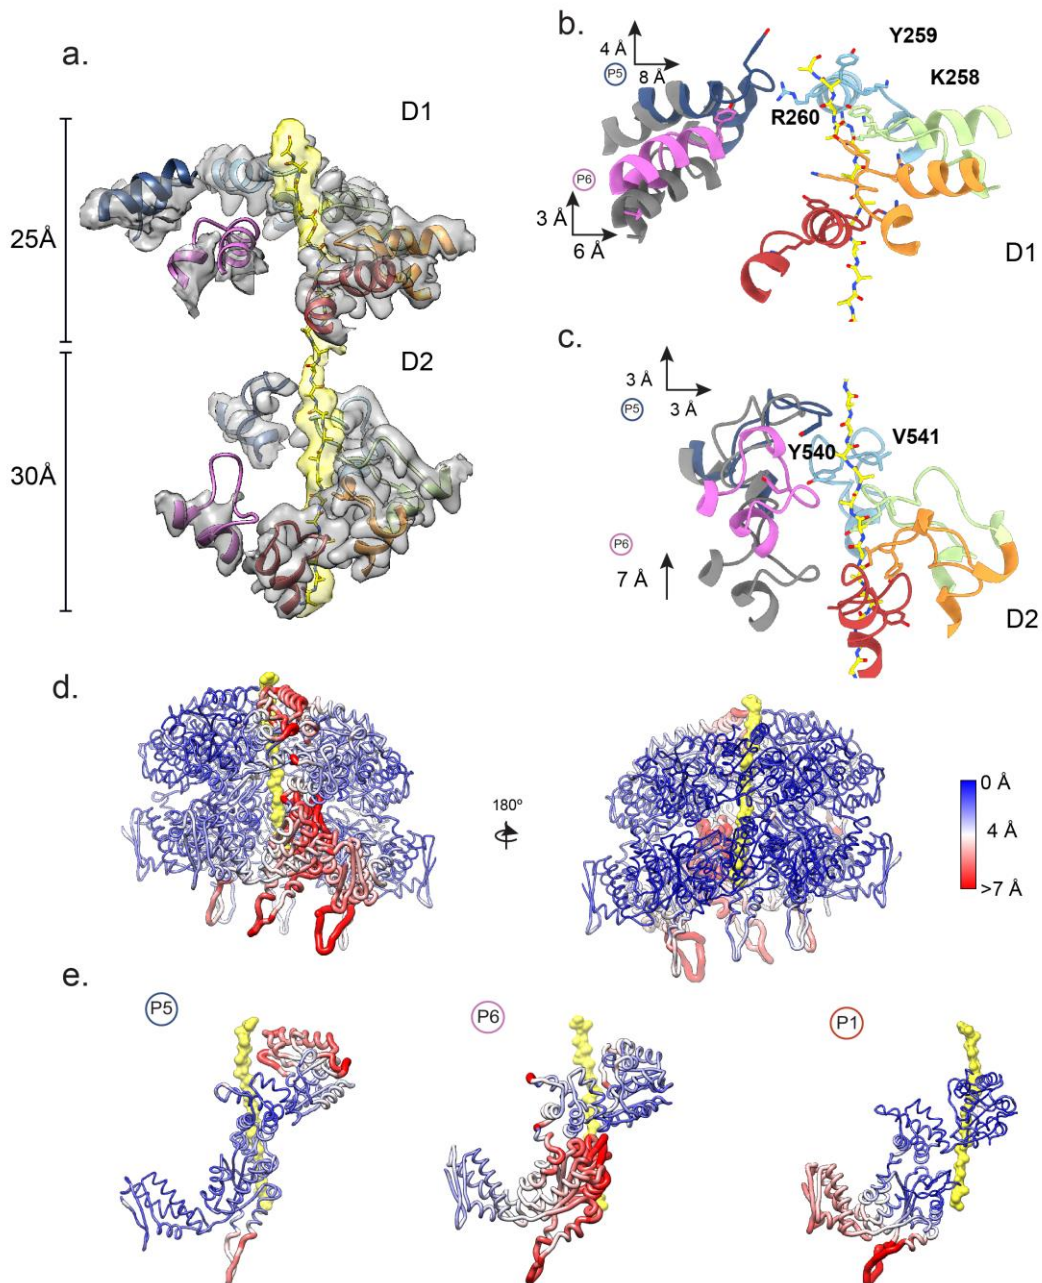 a.
D1
25Å
D2
30Å
b.
4 Å
P5
8 Å
Y259
K258
R260
P6
3 Å
6 Å
D1
c.
3 Å
P5
3 Å
Y540
V541
P6
7 Å
D2
d.
180º
0 Å
4 Å
>7 Å
e.
P5
P6
P1